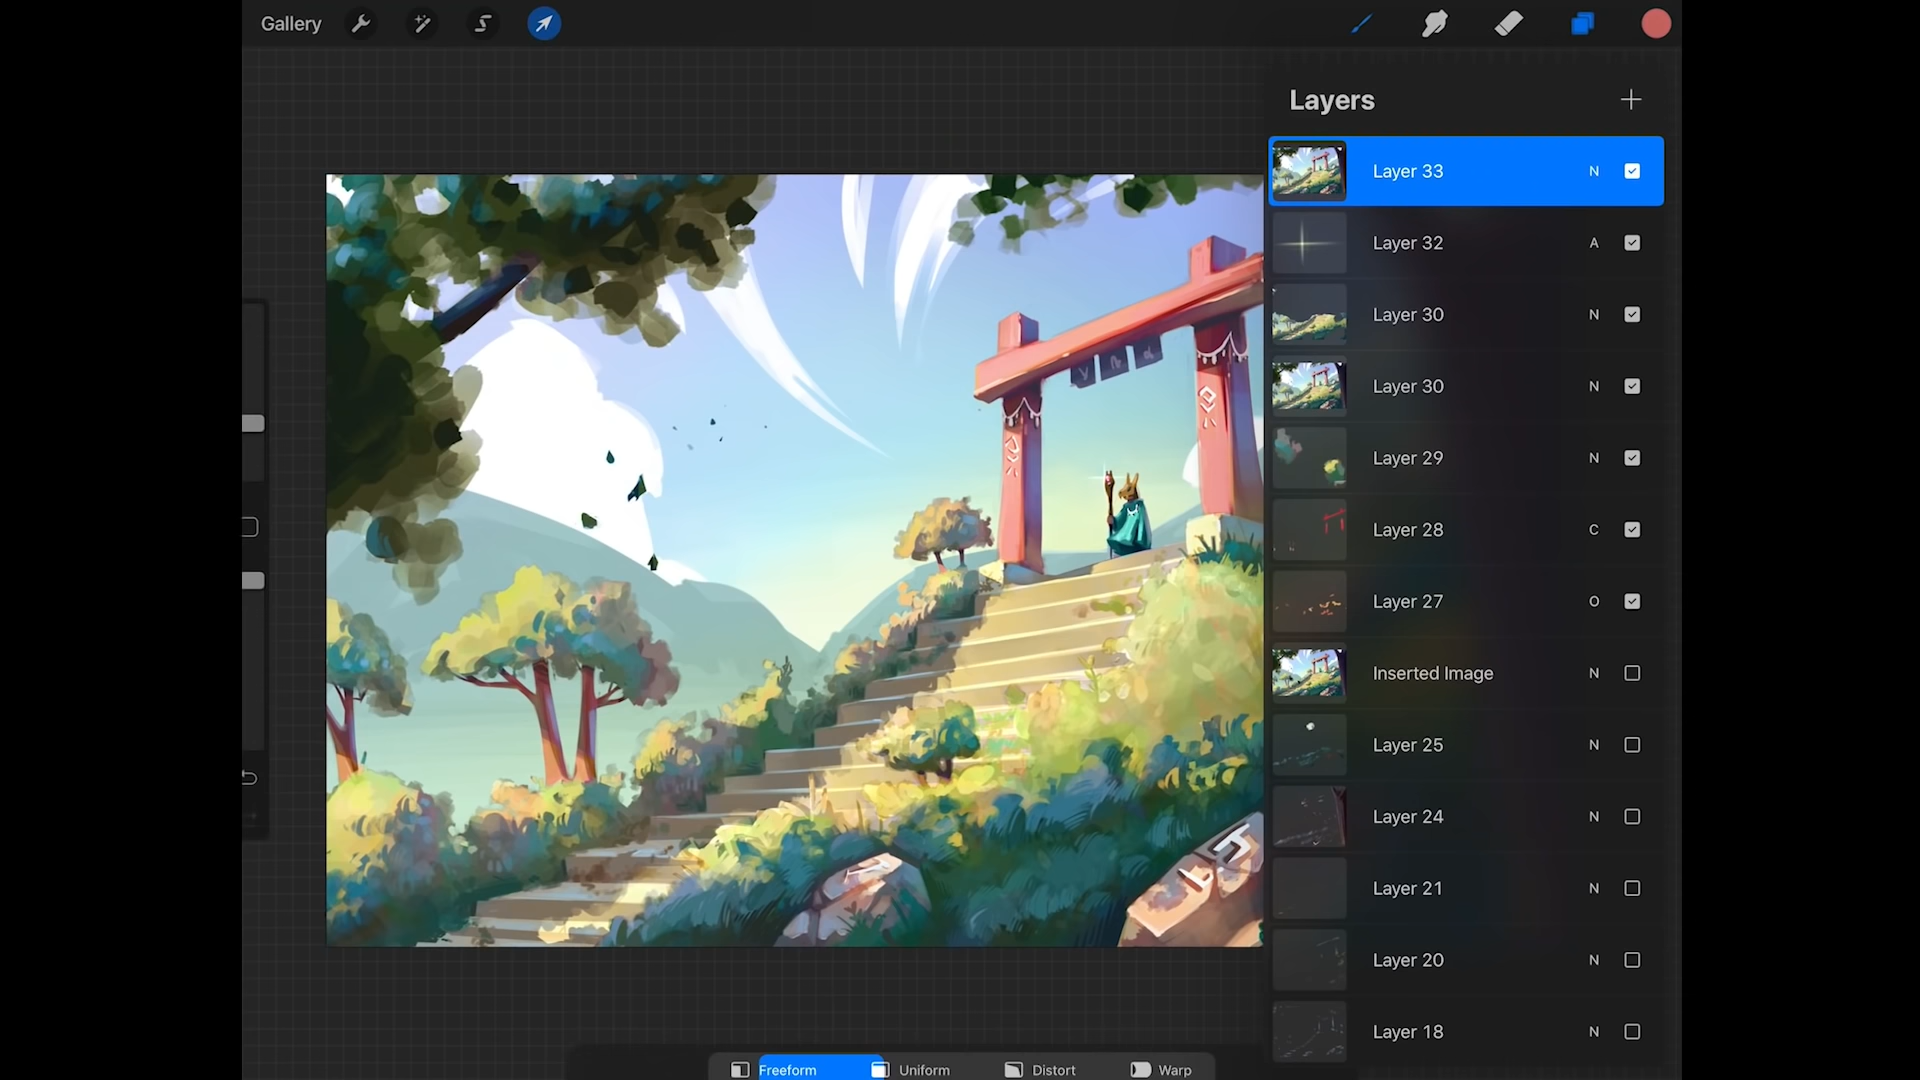 Gallery
Layers
Layer 33 N
Layer 32 A
Layer 30 N
Layer 30 N
Layer 29 N
Layer 28 C
Layer 27 O
Inserted Image N
Layer 25 N
Layer 24 N
Layer 21 N
Layer 20 N
Layer 18 N
Freeform Uniform Distort Warp